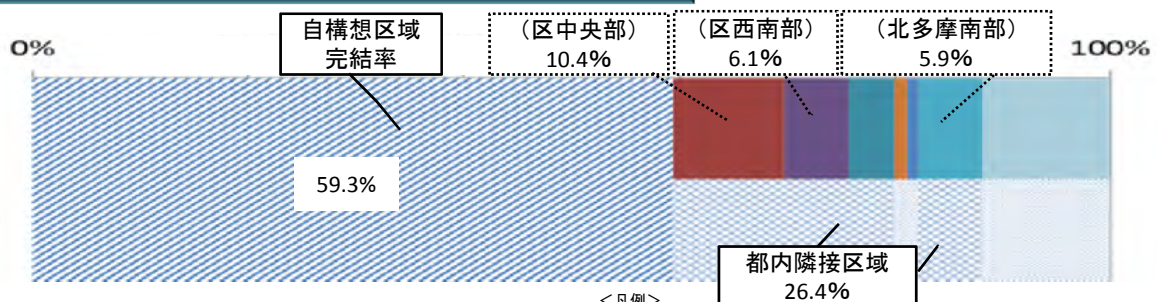 0%
自構想区域
完結率
（区中央部）
10.4%
（区西南部）
6.1%
（北多摩南部）
5.9%
100%
59.3%
都内隣接区域
26.4%
＜凡例＞